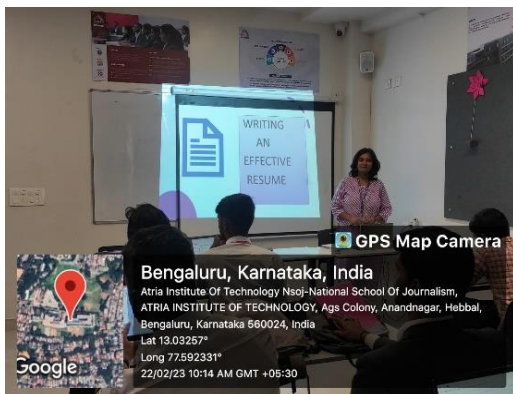 WRITING
AN
EFFECTIVE
RESUME
GPS Map Camera
Bengaluru, Karnataka, India
Atria Institute Of Technology Nsoj-National School Of Journalism,
ATRIA INSTITUTE OF TECHNOLOGY, Ags Colony, Anandnagar, Hebbal,
Bengaluru, Karnataka 560024, India
Lat 13.03257°
Long 77.592331°
22/02/23 10:14 AM GMT +05:30
Google